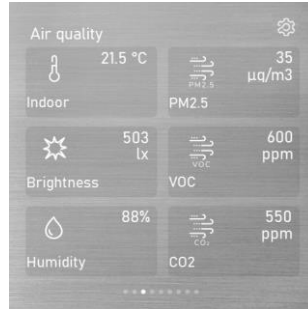 Air quality
21.5 °C
Indoor
35
µq/m3
PM2.5
PM2.5
503
lx
Brightness
600
ppm
VOC
VOC
88%
Humidity
550
ppm
CO₂
CO2